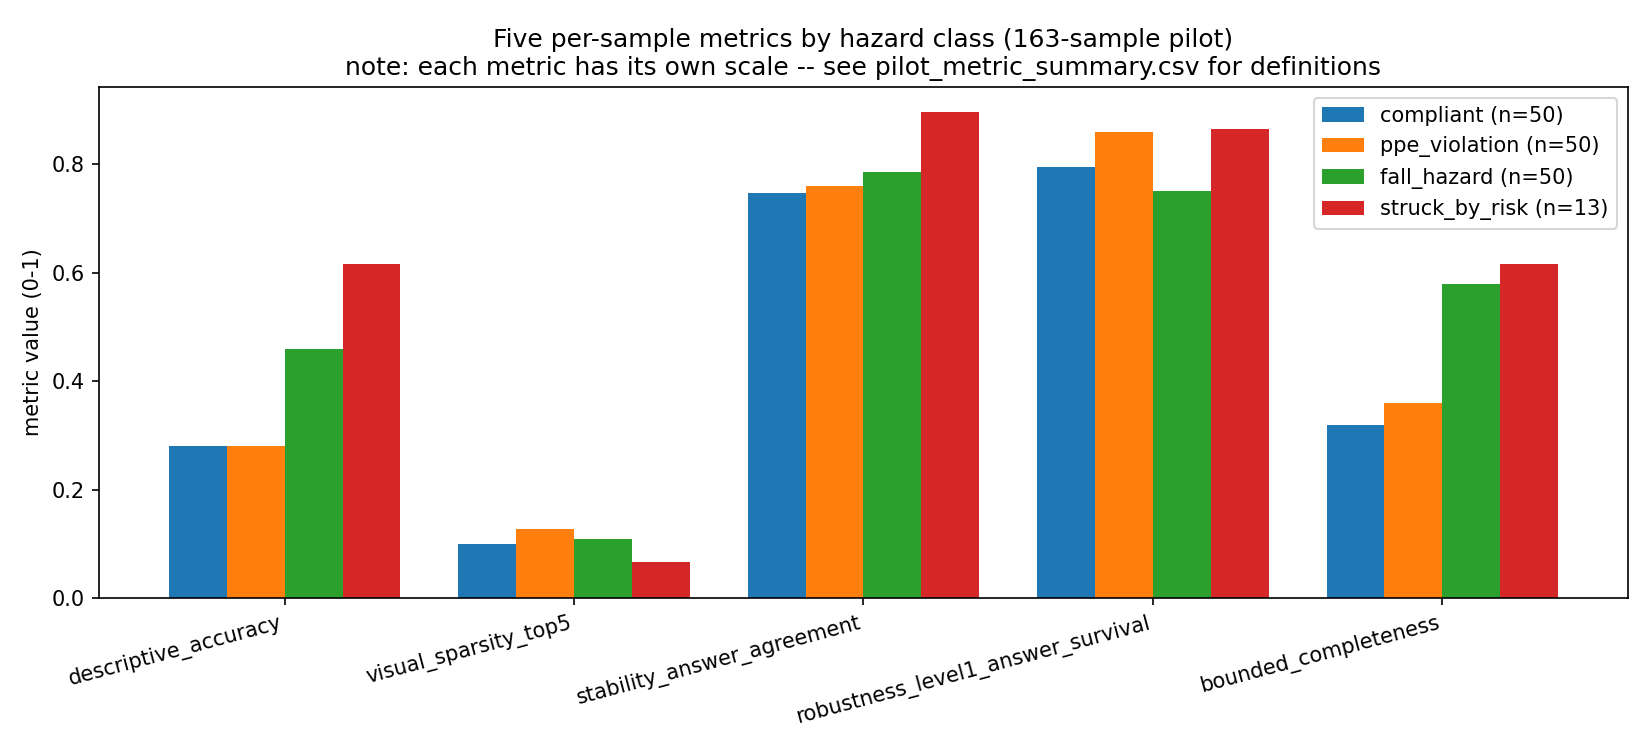 Five per-sample metrics by hazard class (163-sample pilot)
note: each metric has its own scale -- see pilot_metric_summary.csv for definitions
metric value (0-1)
0.8
0.6
0.4
0.2
0.0
compliant (n=50)
ppe_violation (n=50)
fall_hazard (n=50)
struck_by_risk (n=13)
descriptive_accuracy
visual_sparsity_top5
stability_answer_agreement
robustness_level1_answer_survival
bounded_completeness